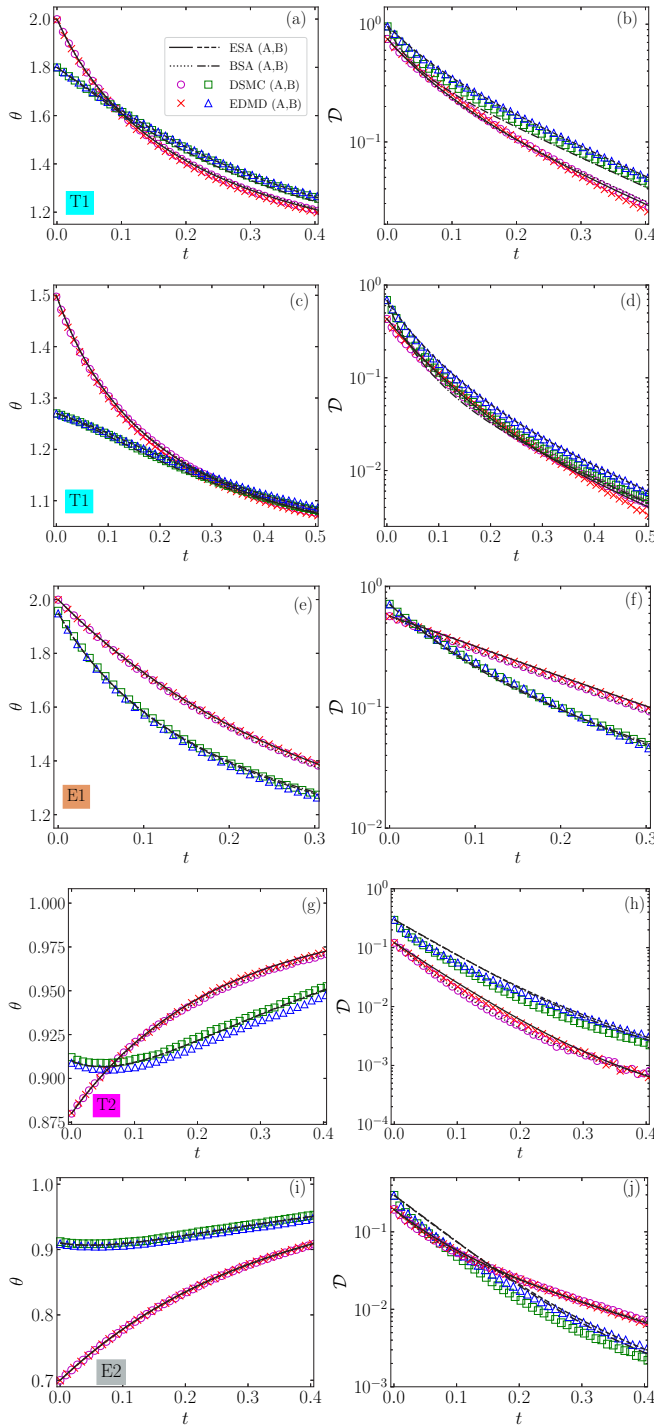 (a)
2.0
1.8
1.6
1.4
1.2
θ
ESA (A,B)
BSA (A,B)
DSMC (A,B)
EDMD (A,B)
T1
0.0 0.1 0.2 0.3 0.4
t
(b)
10⁰
10⁻¹
𝒟
0.0 0.1 0.2 0.3 0.4
t
(c)
1.5
1.4
1.3
1.2
1.1
θ
T1
0.0 0.1 0.2 0.3 0.4 0.5
t
(d)
10⁰
10⁻¹
10⁻²
𝒟
0.0 0.1 0.2 0.3 0.4 0.5
t
(e)
2.0
1.8
1.6
1.4
1.2
θ
E1
0.0 0.1 0.2 0.3
t
(f)
10⁰
10⁻¹
10⁻²
𝒟
0.0 0.1 0.2 0.3
t
(g)
1.000
0.975
0.950
0.925
0.900
0.875
θ
T2
0.0 0.1 0.2 0.3 0.4
t
(h)
10⁰
10⁻¹
10⁻²
10⁻³
10⁻⁴
𝒟
0.0 0.1 0.2 0.3 0.4
t
(i)
1.0
0.9
0.8
0.7
θ
E2
0.0 0.1 0.2 0.3 0.4
t
(j)
10⁻¹
10⁻²
10⁻³
𝒟
0.0 0.1 0.2 0.3 0.4
t